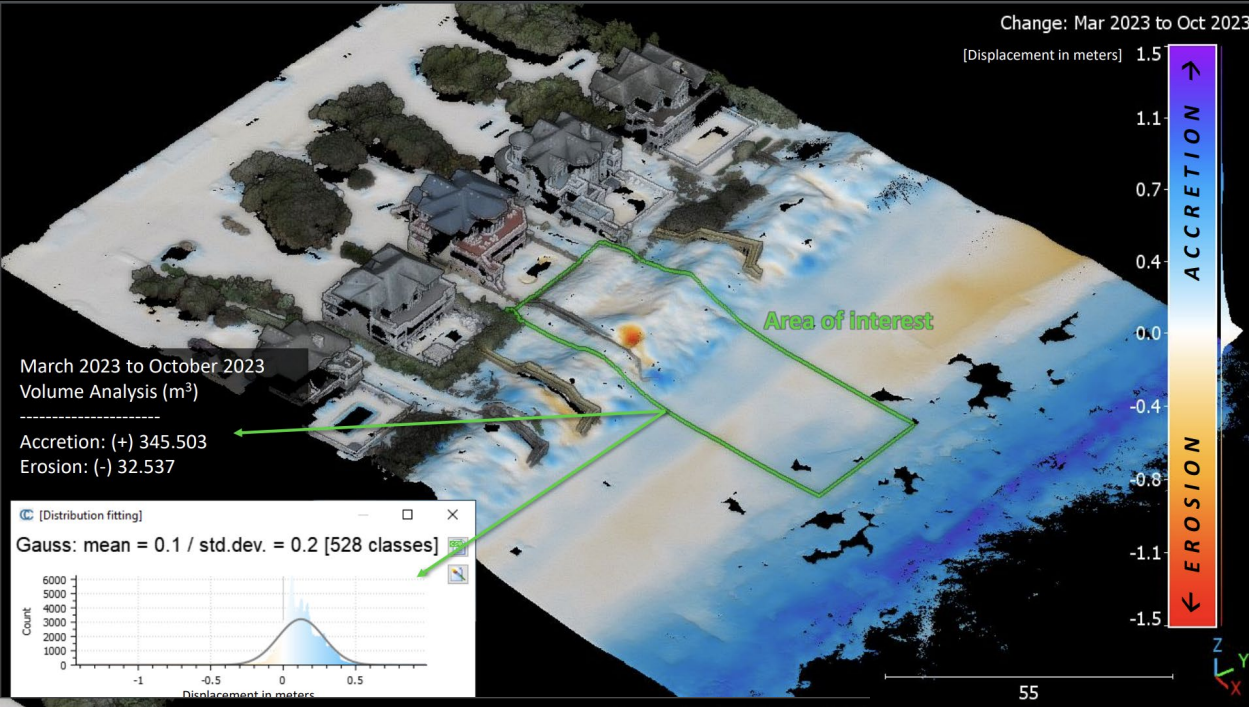 Change: Mar 2023 to Oct 2023
[Displacement in meters]
1.5
1.1
0.7
0.4
0.0
-0.4
-0.8
-1.1
-1.5
ACCRETION →
← EROSION
Area of interest
March 2023 to October 2023
Volume Analysis (m³)
----------------------
Accretion: (+) 345.503
Erosion: (-) 32.537
[Distribution fitting]
Gauss: mean = 0.1 / std.dev. = 0.2 [528 classes]
Count
6000
5000
4000
3000
2000
1000
0
-1
-0.5
0
0.5
Displacement in meters
55
Z
Y
X